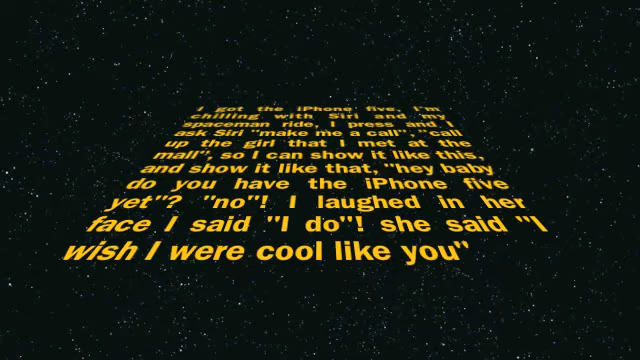 I got the iPhone five, I'm
chilling with Siri and my
spaceman ride, I press and I
ask Siri "make me a call", "call
up the girl that I met at the
mall", so I can show it like this,
and show it like that, "hey baby
do you have the iPhone five
yet"? "no"! I laughed in her
face I said "I do"! she said "I
wish I were cool like you"